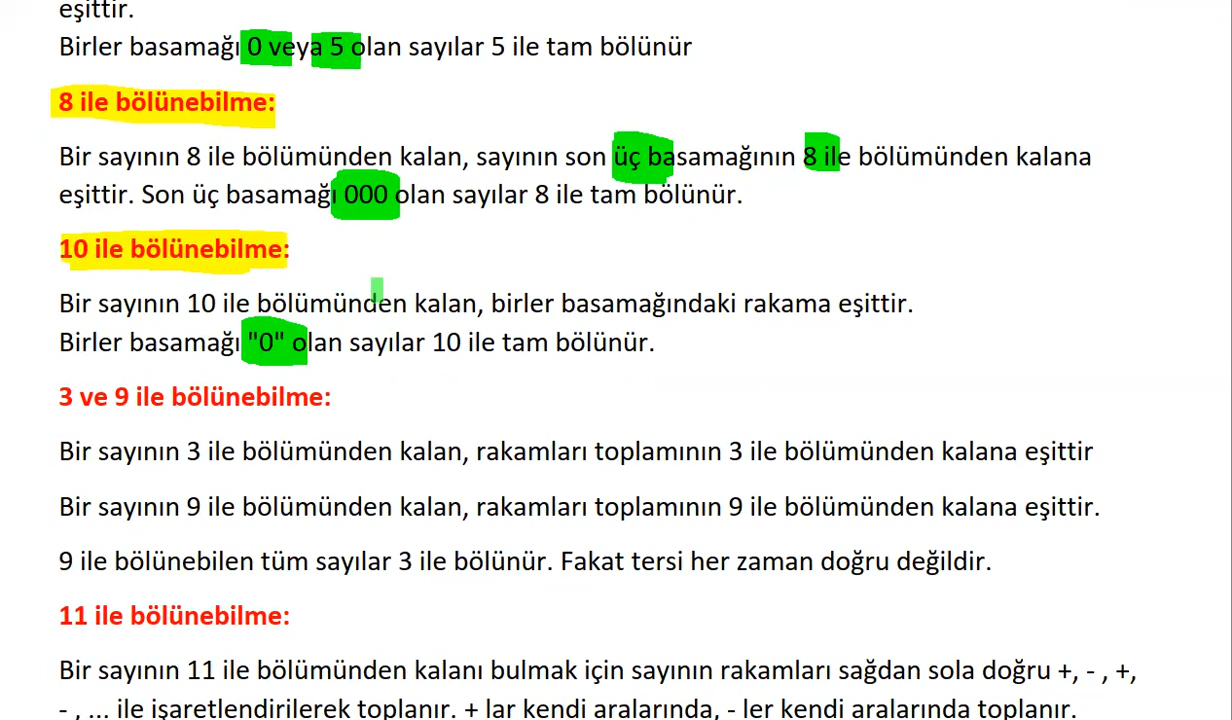 eşittir.
Birler basamağı 0 veya 5 olan sayılar 5 ile tam bölünür
8 ile bölünebilme:
Bir sayının 8 ile bölümünden kalan, sayının son üç basamağının 8 ile bölümünden kalana
eşittir. Son üç basamağı 000 olan sayılar 8 ile tam bölünür.
10 ile bölünebilme:
Bir sayının 10 ile bölümünden kalan, birler basamağındaki rakama eşittir.
Birler basamağı "0" olan sayılar 10 ile tam bölünür.
3 ve 9 ile bölünebilme:
Bir sayının 3 ile bölümünden kalan, rakamları toplamının 3 ile bölümünden kalana eşittir
Bir sayının 9 ile bölümünden kalan, rakamları toplamının 9 ile bölümünden kalana eşittir.
9 ile bölünebilen tüm sayılar 3 ile bölünür. Fakat tersi her zaman doğru değildir.
11 ile bölünebilme:
Bir sayının 11 ile bölümünden kalanı bulmak için sayının rakamları sağdan sola doğru +, - , +,
- , ... ile işaretlendirilerek toplanır. + lar kendi aralarında, - ler kendi aralarında toplanır.